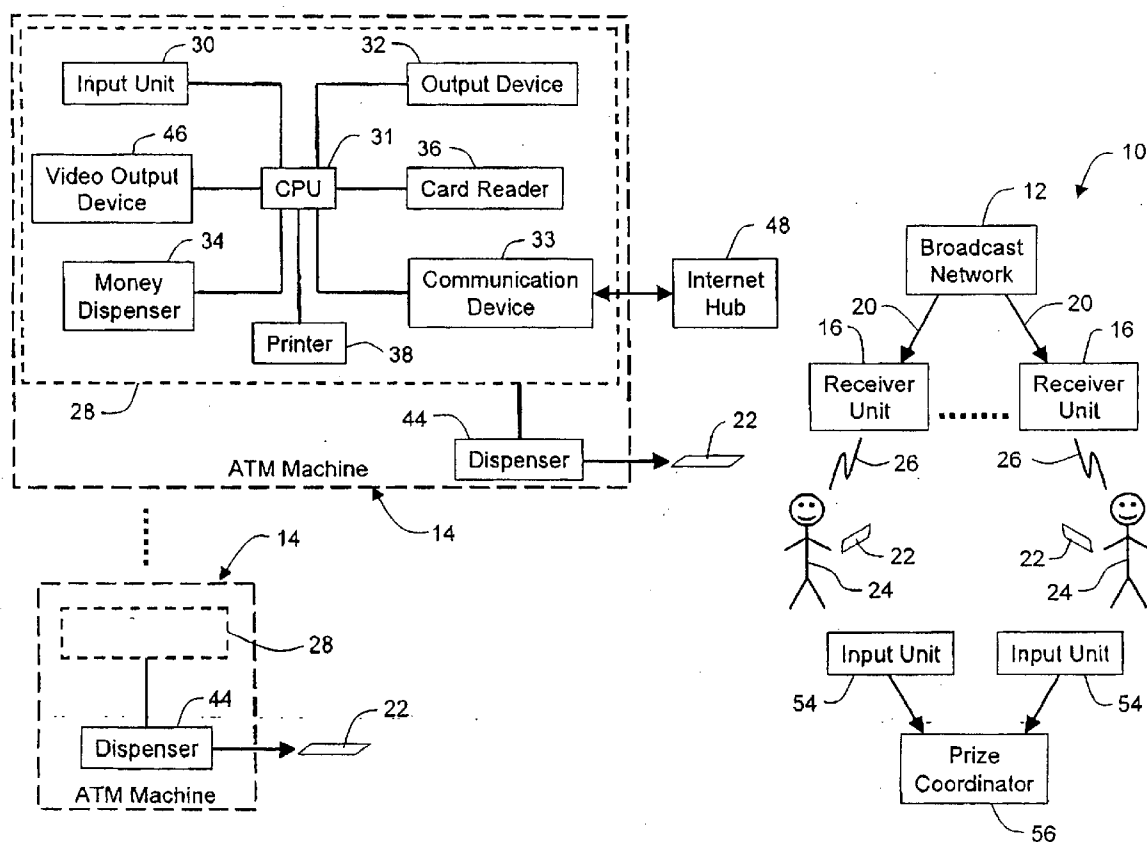 30
Input Unit
32
Output Device
46
Video Output
Device
31
CPU
36
Card Reader
34
Money
Dispenser
33
Communication
Device
48
Internet
Hub
Printer
38
28
44
Dispenser
22
ATM Machine
14
14
28
44
Dispenser
22
ATM Machine
10
12
Broadcast
Network
20
20
16
16
Receiver
Unit
Receiver
Unit
26
26
22
22
24
24
Input Unit
Input Unit
54
54
Prize
Coordinator
56